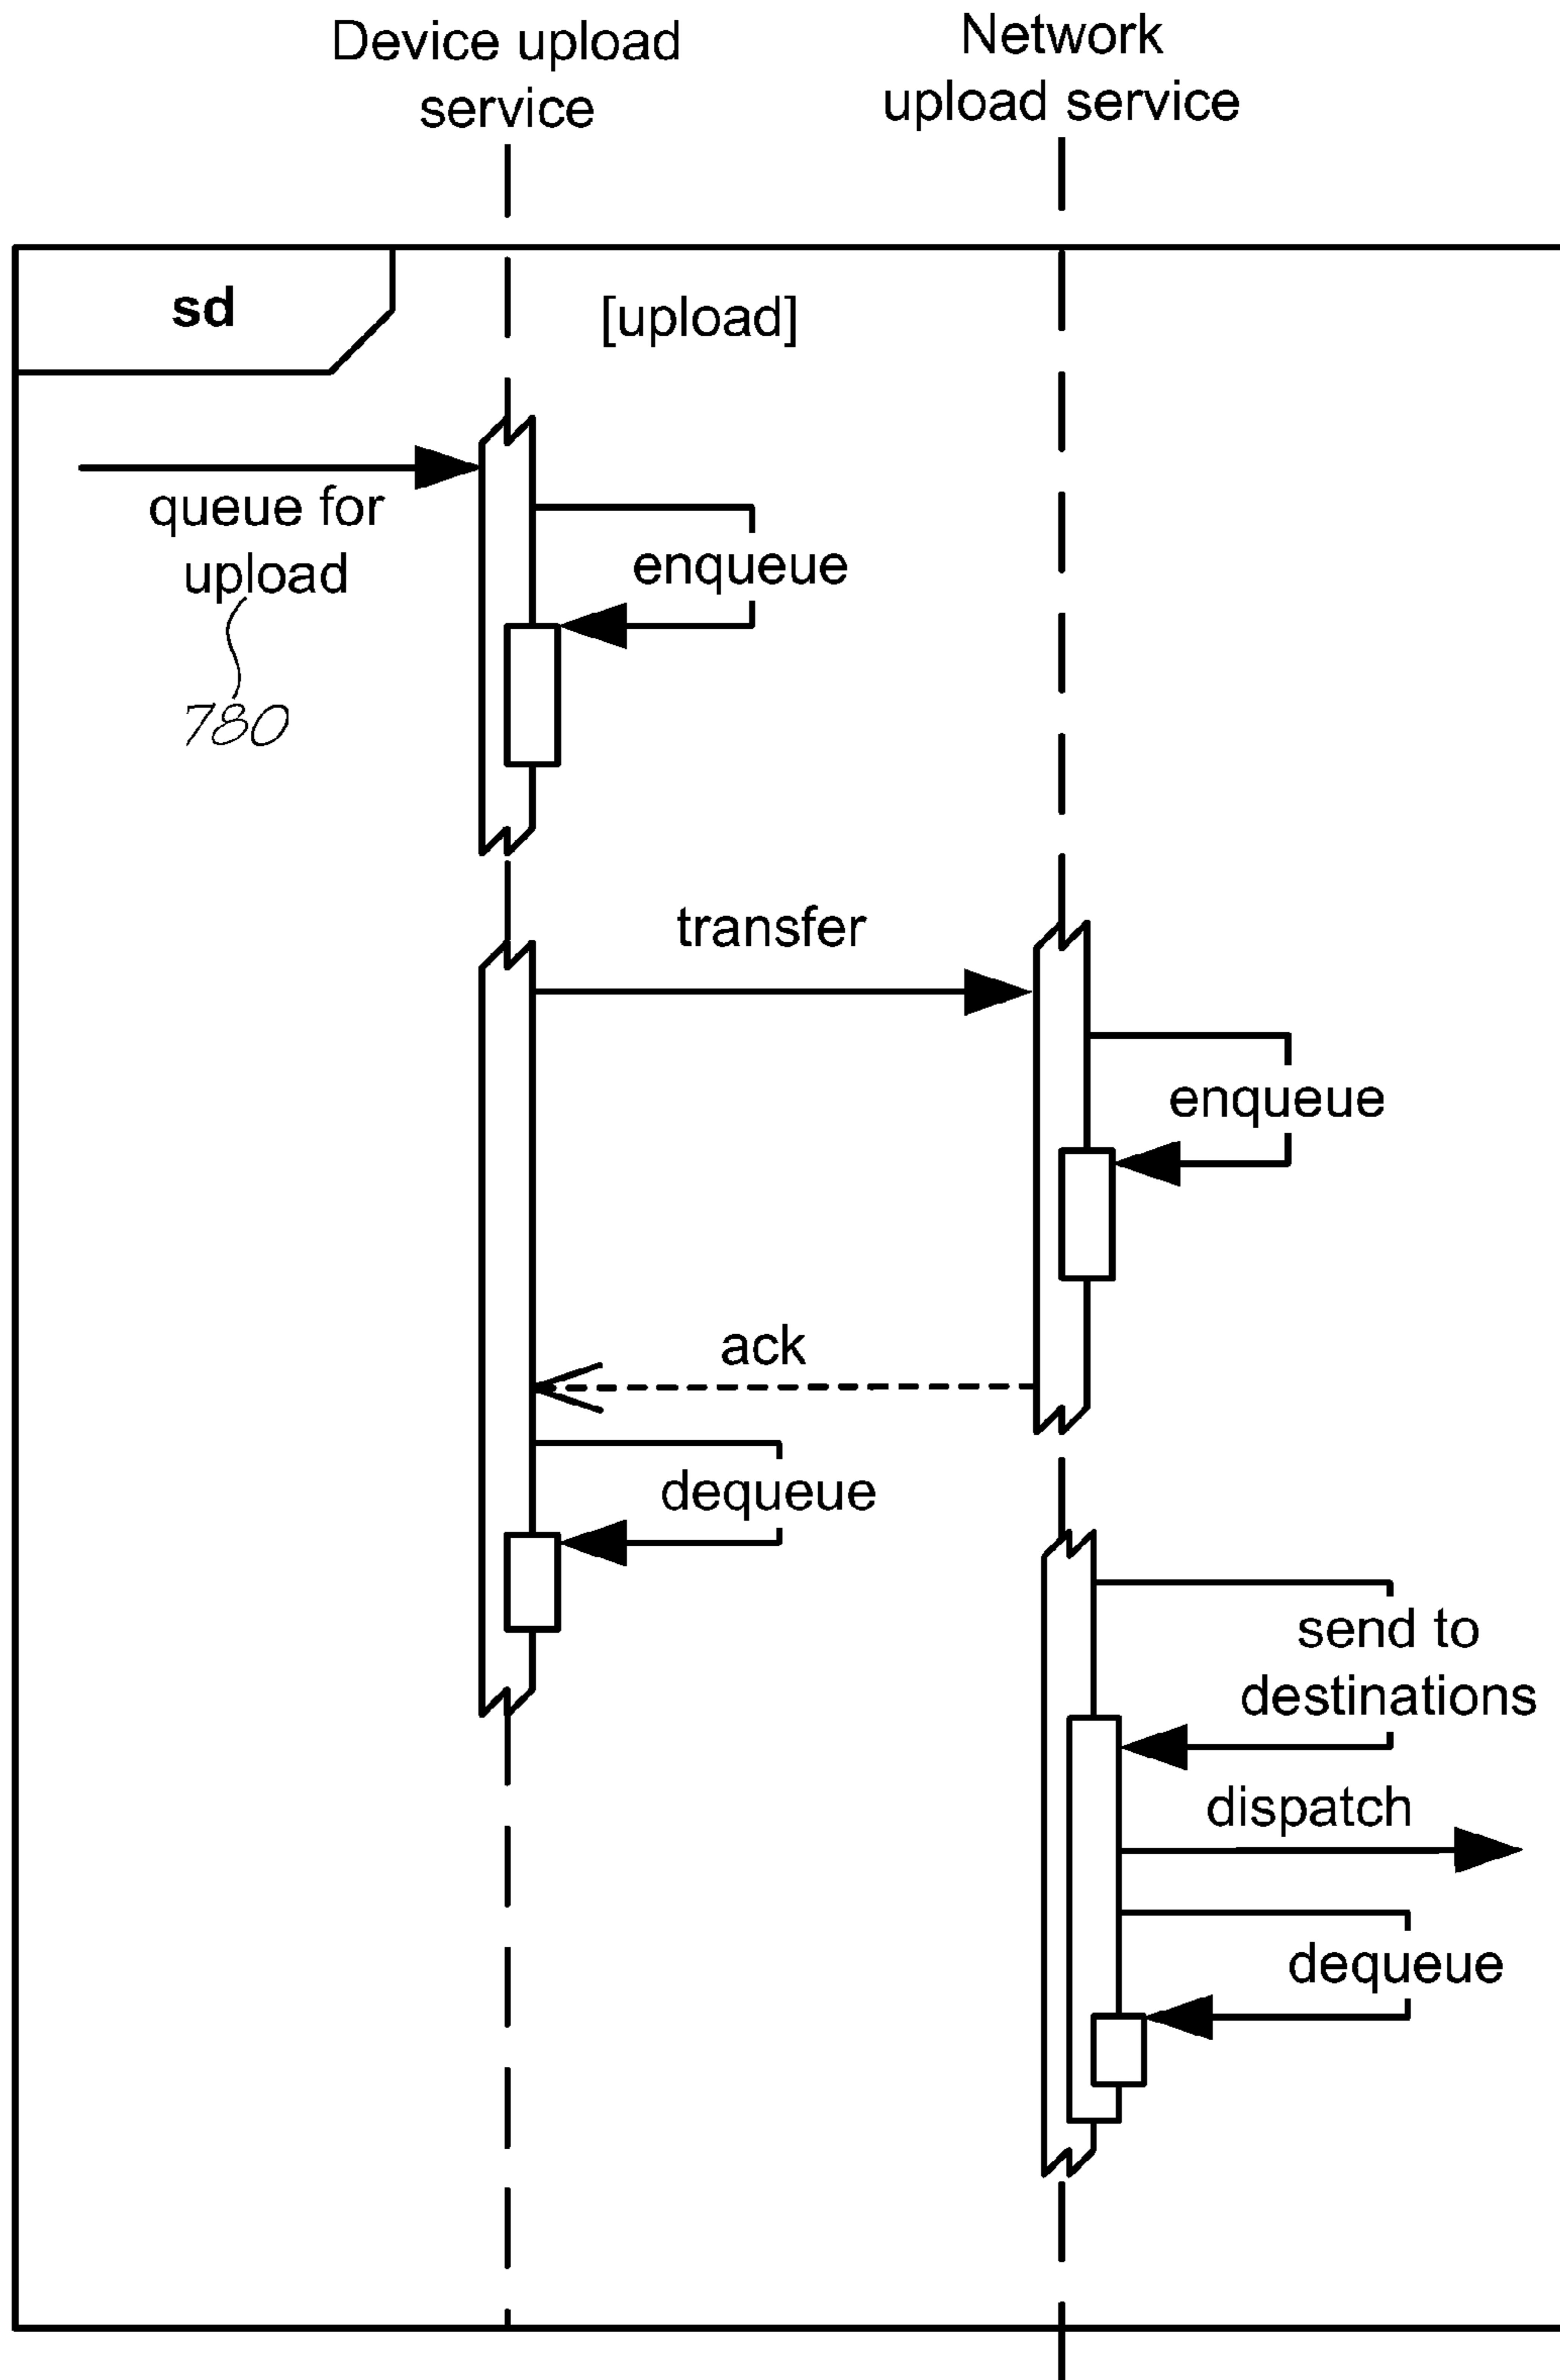 Device upload
service
Network
upload service
sd
[upload]
queue for
upload
enqueue
780
transfer
enqueue
ack
dequeue
send to
destinations
dispatch
dequeue